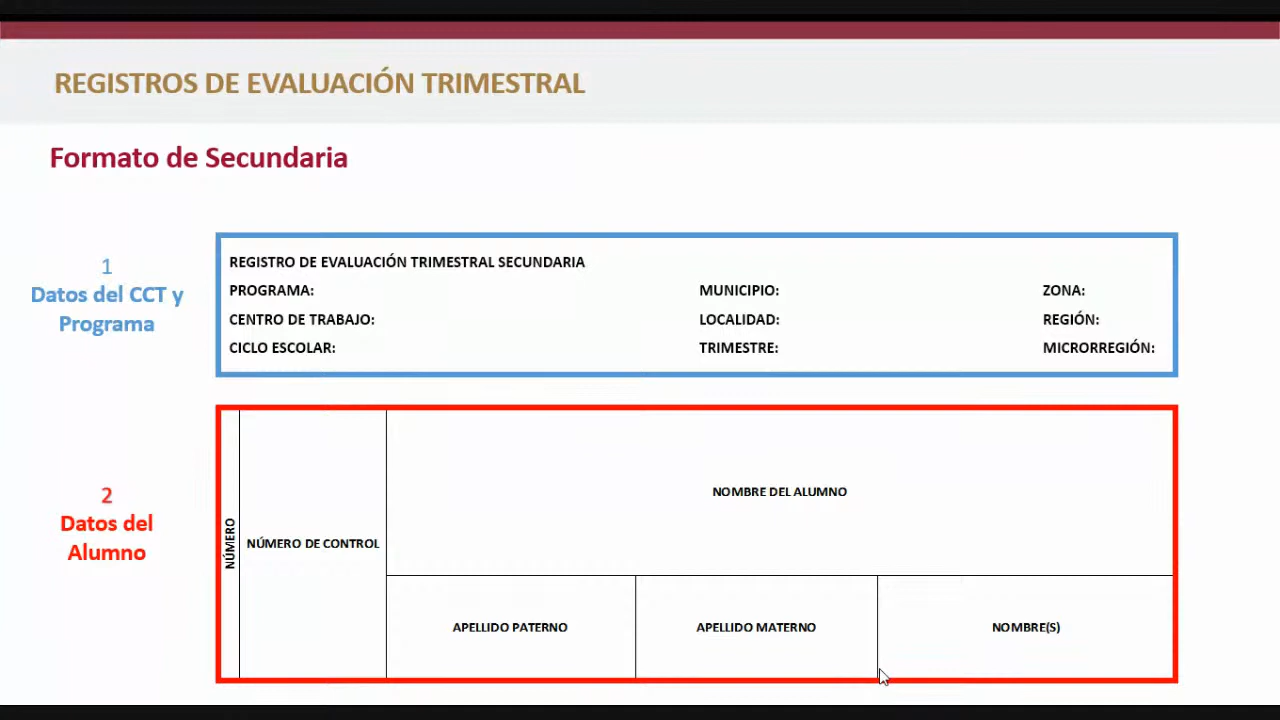 REGISTROS DE EVALUACIÓN TRIMESTRAL
Formato de Secundaria
1
Datos del CCT y
Programa
REGISTRO DE EVALUACIÓN TRIMESTRAL SECUNDARIA
PROGRAMA: MUNICIPIO: ZONA:
CENTRO DE TRABAJO: LOCALIDAD: REGIÓN:
CICLO ESCOLAR: TRIMESTRE: MICRORREGIÓN:
2
Datos del
Alumno
NÚMERO
NÚMERO DE CONTROL
NOMBRE DEL ALUMNO
APELLIDO PATERNO APELLIDO MATERNO NOMBRE(S)